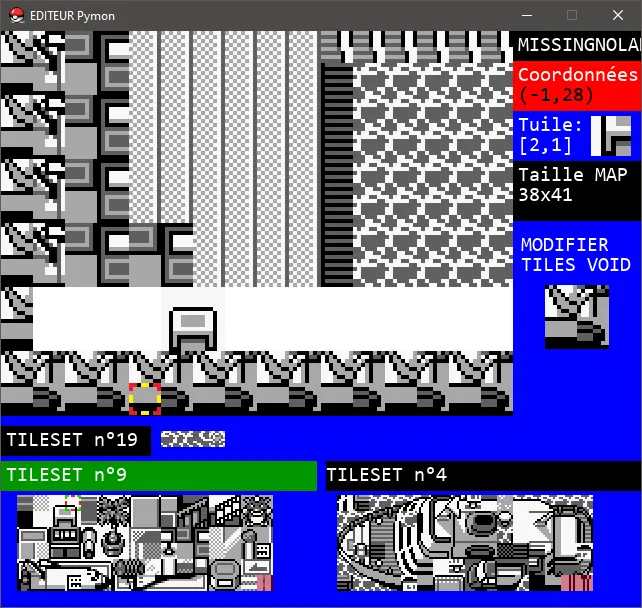 EDITEUR Pymon
MISSINGNOLA
Coordonnées
(-1,28)
Tuile:
[2,1]
Taille MAP
38x41
MODIFIER
TILES VOID
TILESET n°19
TILESET n°9
TILESET n°4